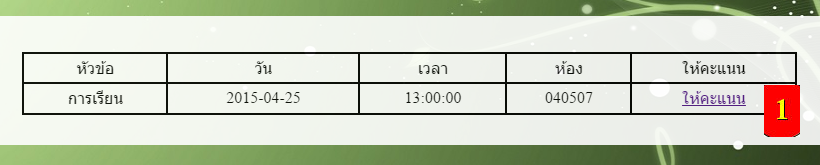 หัวข้อ วัน เวลา ห้อง ให้คะแนน
การเรียน 2015-04-25 13:00:00 040507 ให้คะแนน
1